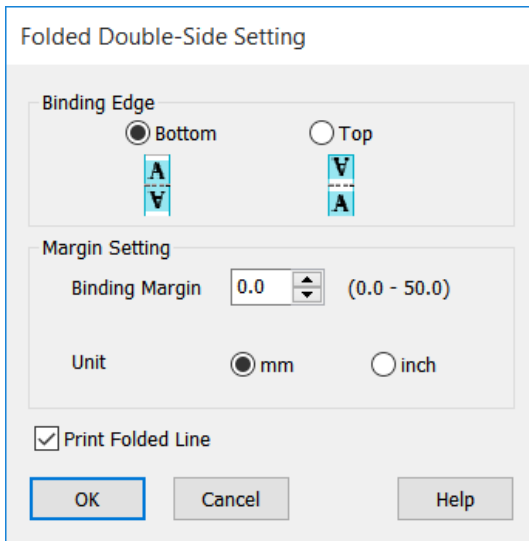 Folded Double-Side Setting
Binding Edge
Bottom Top
A A
A A
Margin Setting
Binding Margin 0.0 (0.0 - 50.0)
Unit mm inch
Print Folded Line
OK Cancel Help